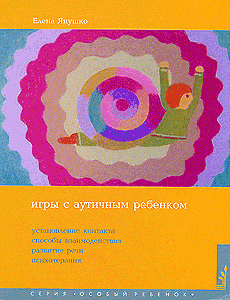 Елена Янушко
игры с аутичным ребенком
установление контакта
способы взаимодействия
развитие речи
психотерапия
СЕРИЯ «ОСОБЫЙ РЕБЕНОК»